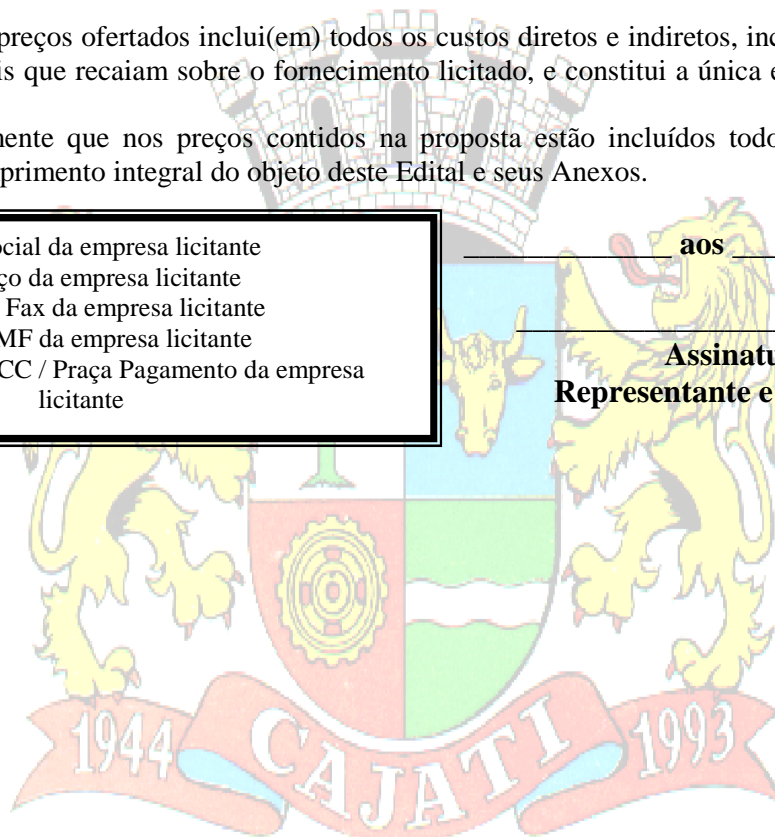 preços ofertados inclui(em) todos os custos diretos e indiretos, inc
is que recaiam sobre o fornecimento licitado, e constitui a única e
mente que nos preços contidos na proposta estão incluídos todo
primento integral do objeto deste Edital e seus Anexos.
ocial da empresa licitante
ço da empresa licitante
Fax da empresa licitante
MF da empresa licitante
CC / Praça Pagamento da empresa
licitante
_______________ aos ____
___________________
Assinatu
Representante e
1944 CAJATI 1993